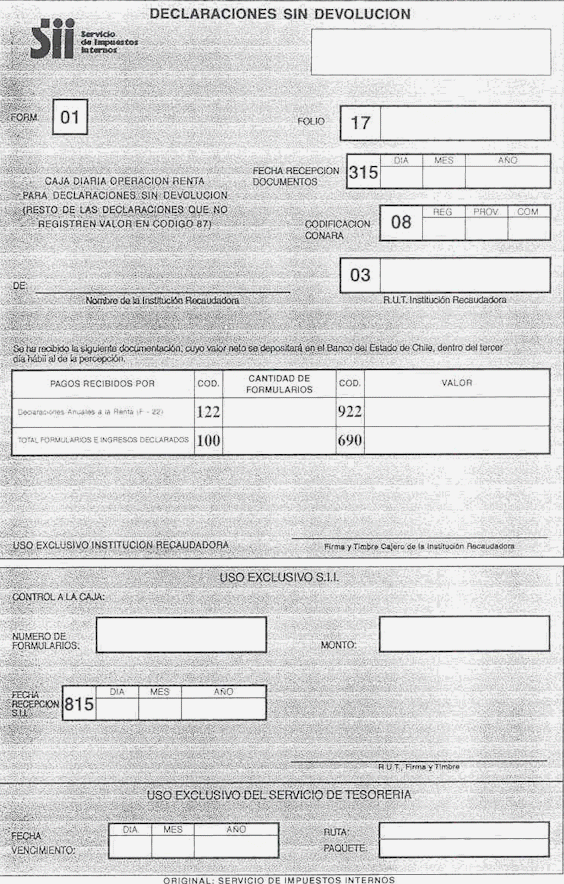 DECLARACIONES SIN DEVOLUCION
Sii Servicio
de Impuestos
Internos
FORM. 01
FOLIO 17
CAJA DIARIA OPERACION RENTA
PARA DECLARACIONES SIN DEVOLUCION
(RESTO DE LAS DECLARACIONES QUE NO
REGISTREN VALOR EN CODIGO 87)
FECHA RECEPCION
DOCUMENTOS 315 DIA MES AÑO
CODIFICACION
CONARA 08 REG PROV. COM
03
DE:
Nombre de la Institución Recaudadora
R.U.T. Institución Recaudadora
Se ha recibido la siguiente documentación, cuyo valor neto se depositará en el Banco del Estado de Chile, dentro del tercer
día hábil al de la percepción.
PAGOS RECIBIDOS POR COD. CANTIDAD DE FORMULARIOS COD. VALOR
Declaraciones Anuales a la Renta (F - 22) 122 922
TOTAL FORMULARIOS E INGRESOS DECLARADOS 100 690
USO EXCLUSIVO INSTITUCION RECAUDADORA
Firma y Timbre Cajero de la Institución Recaudadora
USO EXCLUSIVO S.I.I.
CONTROL A LA CAJA:
NUMERO DE
FORMULARIOS:
MONTO:
FECHA
RECEPCION
S.I.I. 815 DIA MES AÑO
R.U.T., Firma y Timbre
USO EXCLUSIVO DEL SERVICIO DE TESORERIA
FECHA
VENCIMIENTO: DIA MES AÑO
RUTA:
PAQUETE:
ORIGINAL: SERVICIO DE IMPUESTOS INTERNOS